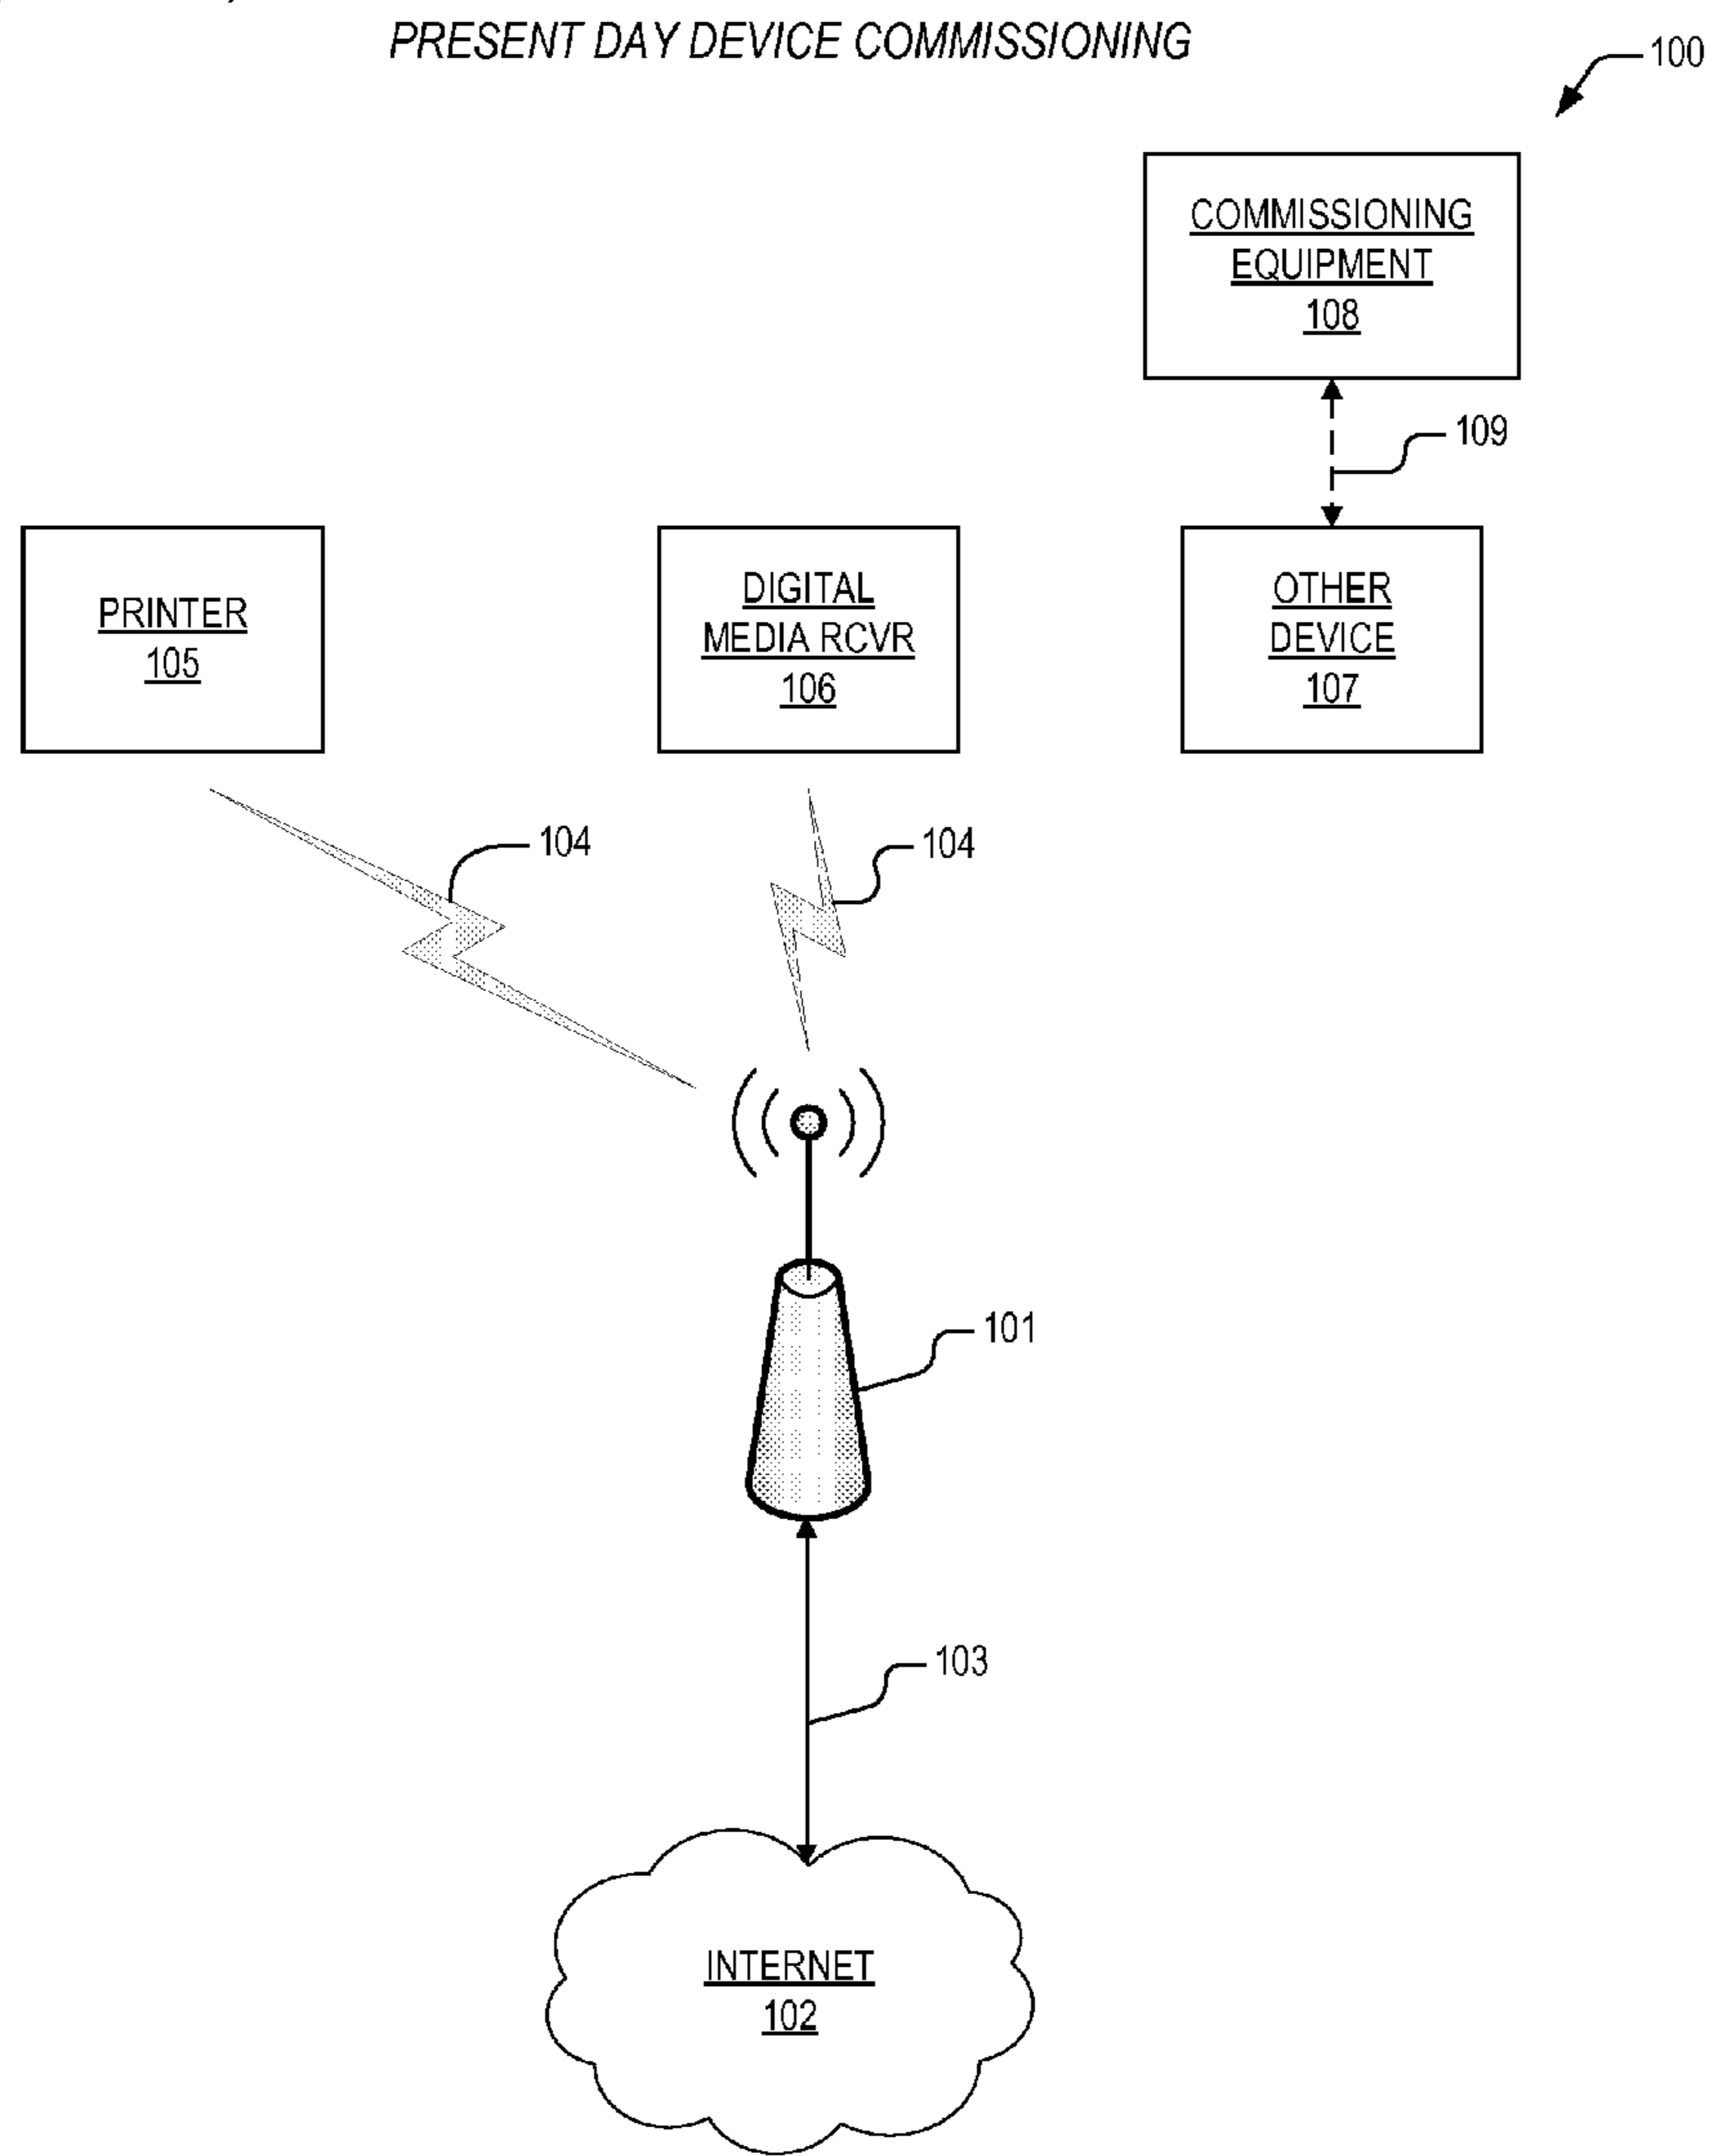 PRESENT DAY DEVICE COMMISSIONING
100
COMMISSIONING
EQUIPMENT
108
109
PRINTER
105
DIGITAL
MEDIA RCVR
106
OTHER
DEVICE
107
104
104
101
103
INTERNET
102